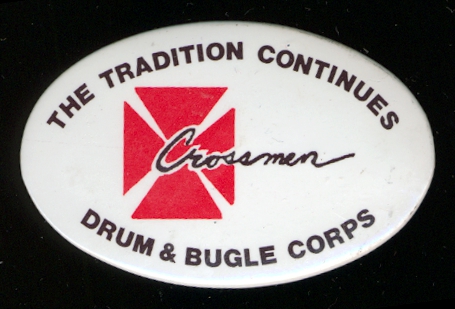 THE TRADITION CONTINUES
Crossmen
DRUM & BUGLE CORPS